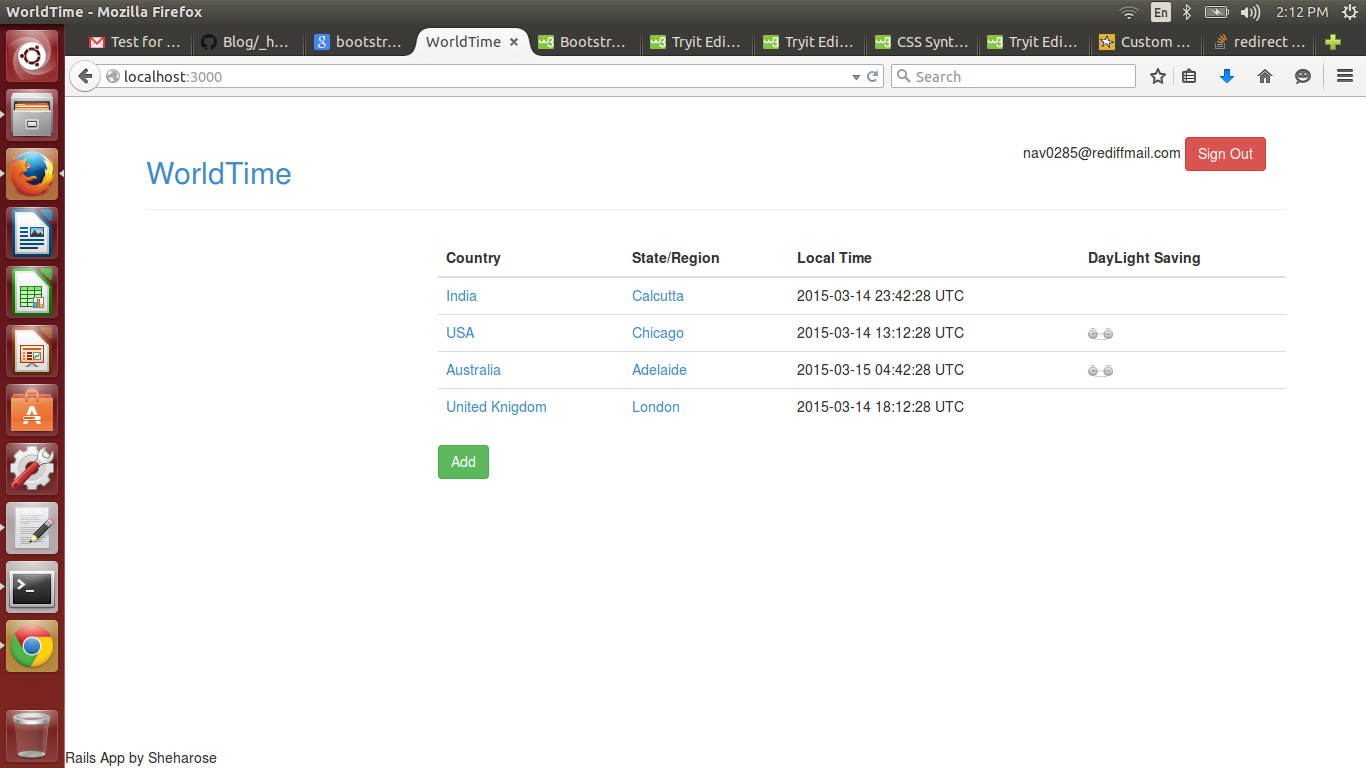 WorldTime - Mozilla Firefox
En
2:12 PM
Test for ...
Blog/_h...
bootstr...
WorldTime
Bootstr...
Tryit Edi...
Tryit Edi...
CSS Synt...
Tryit Edi...
Custom ...
redirect ...
localhost:3000
Search
nav0285@rediffmail.com Sign Out
WorldTime
Country State/Region Local Time DayLight Saving
India Calcutta 2015-03-14 23:42:28 UTC
USA Chicago 2015-03-14 13:12:28 UTC
Australia Adelaide 2015-03-15 04:42:28 UTC
United Knigdom London 2015-03-14 18:12:28 UTC
Add
Rails App by Sheharose